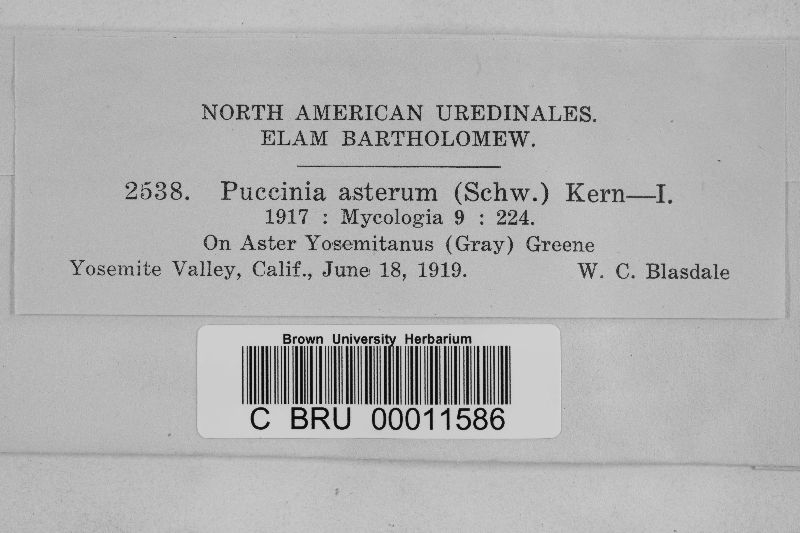 NORTH AMERICAN UREDINALES.
ELAM BARTHOLOMEW.
2538. Puccinia asterum (Schw.) Kern—I.
1917 : Mycologia 9 : 224.
On Aster Yosemitanus (Gray) Greene
Yosemite Valley, Calif., June 18, 1919. W. C. Blasdale
Brown University Herbarium
C BRU 00011586